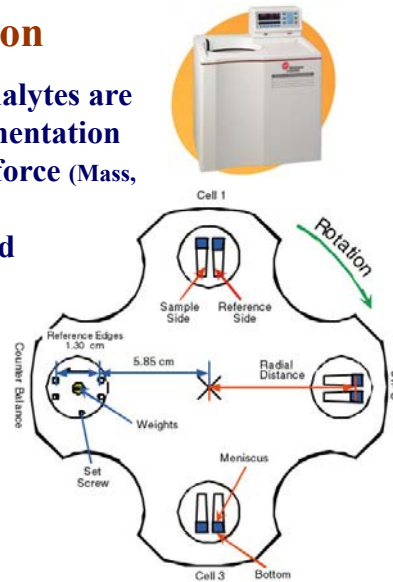 on
alytes are
nentation
force (Mass,
d
Cell 1
Rotation
Sample
Side
Reference
Side
Reference Edges
1.30 cm
5.85 cm
Radial
Distance
Counter Balance
Weights
Set
Screw
Meniscus
Cell 3
Bottom